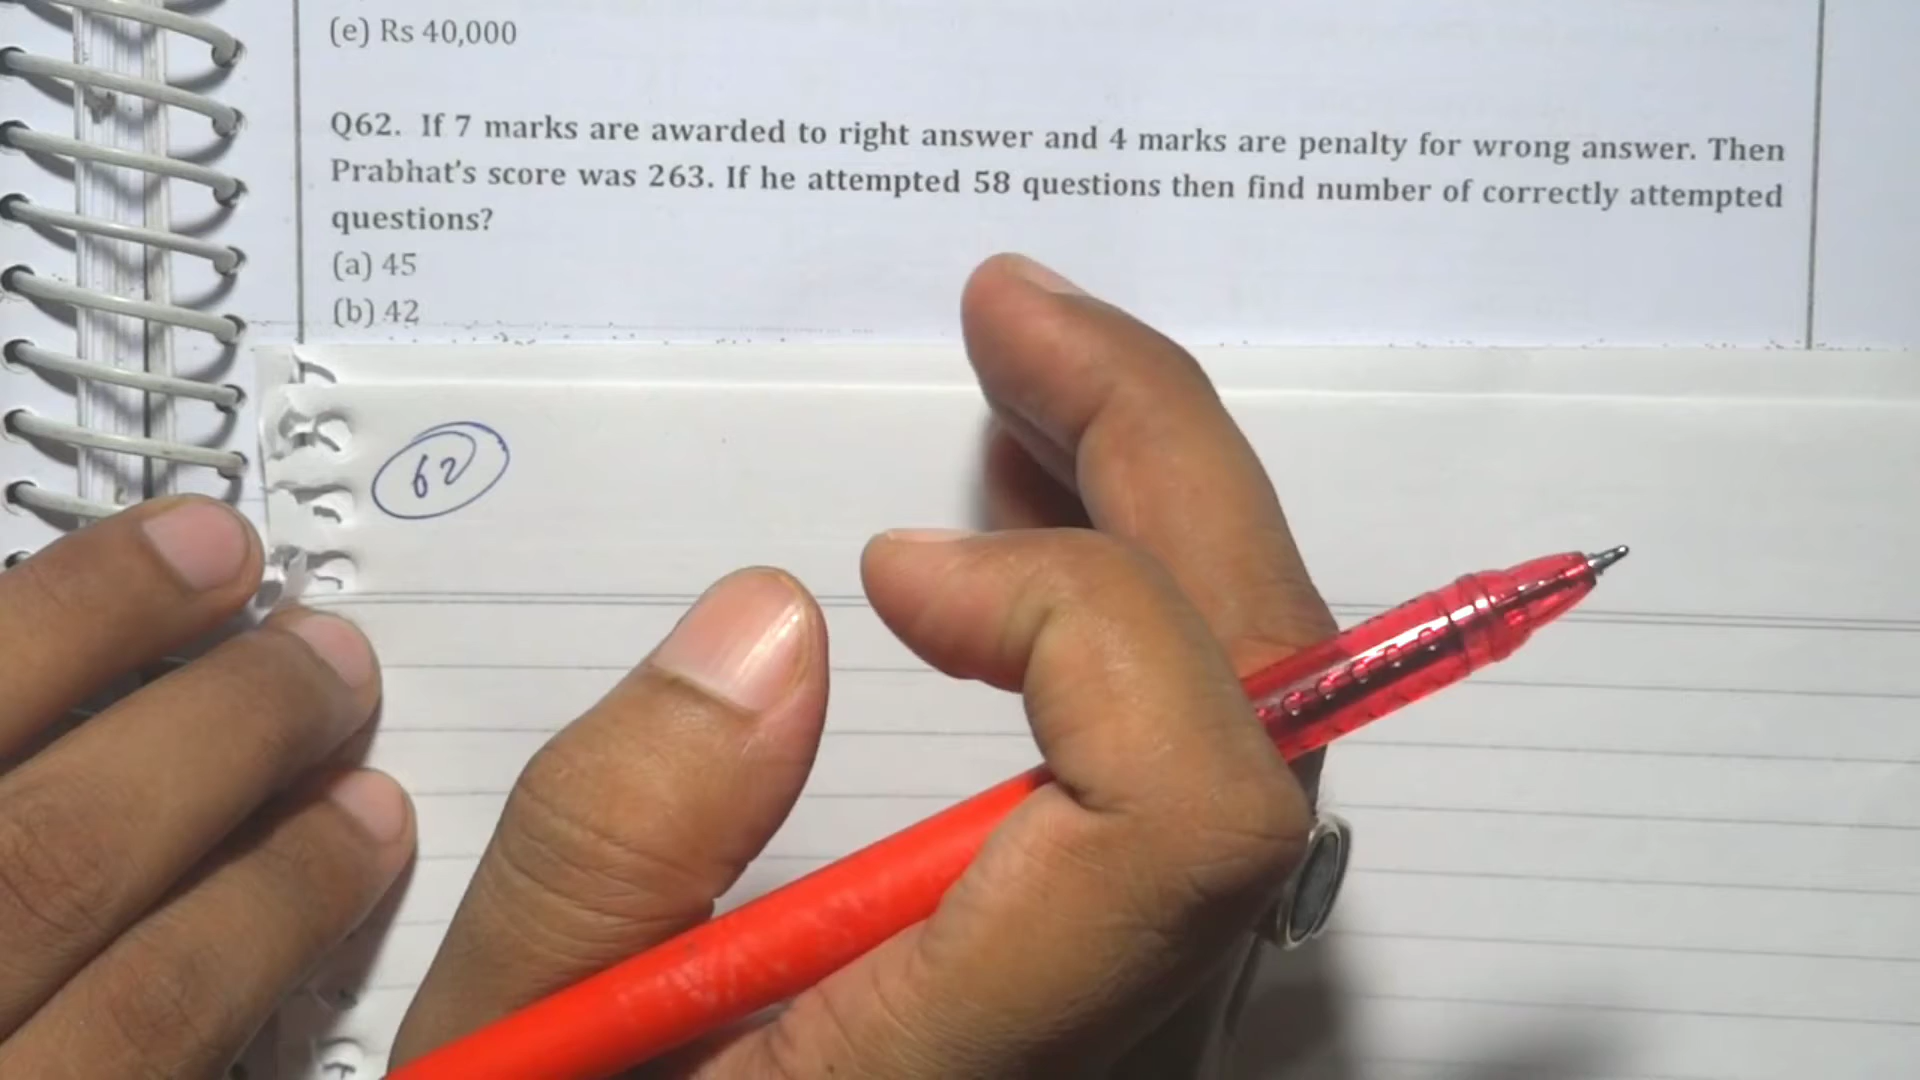 (e) Rs 40,000
Q62. If 7 marks are awarded to right answer and 4 marks are penalty for wrong answer. Then
Prabhat's score was 263. If he attempted 58 questions then find number of correctly attempted
questions?
(a) 45
(b) 42
62